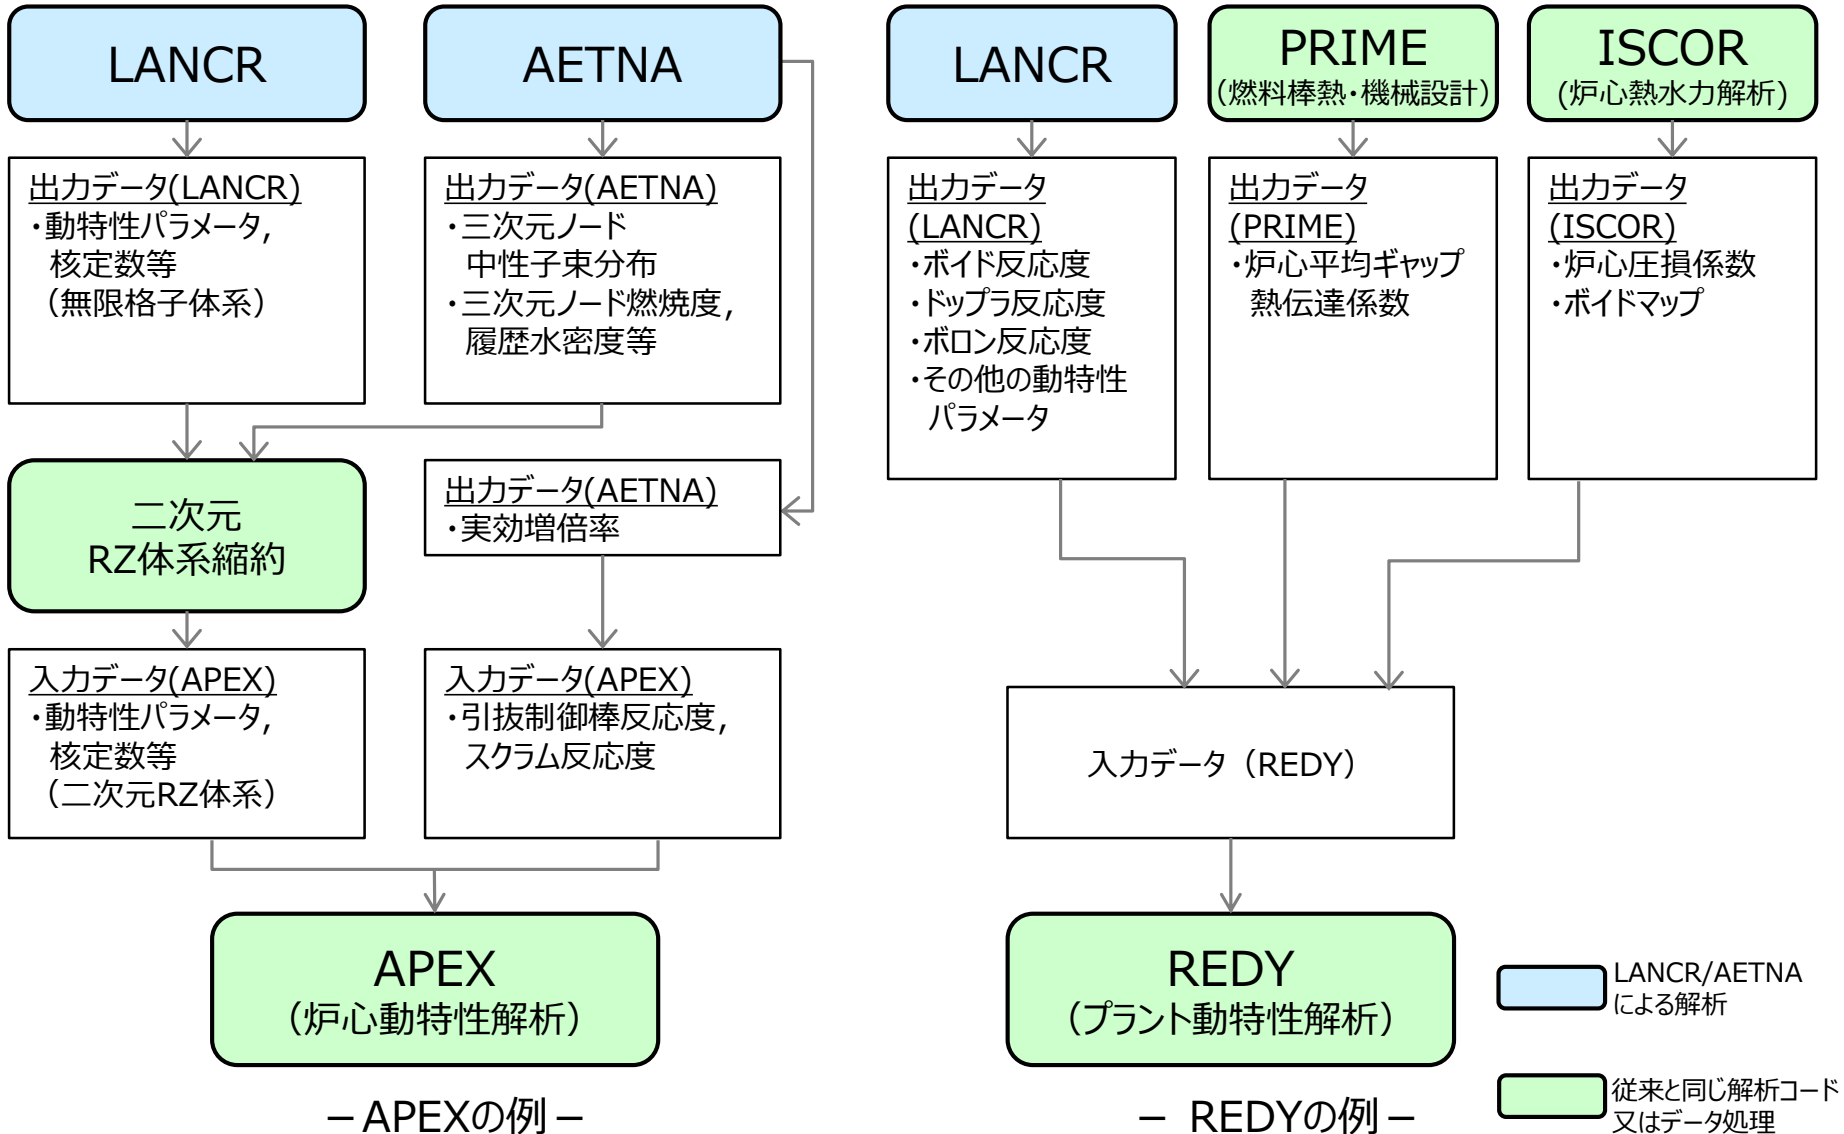 LANCR
出力データ(LANCR)
・動特性パラメータ,
核定数等
（無限格子体系）
AETNA
出力データ(AETNA)
・三次元ノード
中性子束分布
・三次元ノード燃焼度,
履歴水密度等
二次元
RZ体系縮約
出力データ(AETNA)
・実効増倍率
入力データ(APEX)
・動特性パラメータ,
核定数等
（二次元RZ体系）
入力データ(APEX)
・引抜制御棒反応度,
スクラム反応度
APEX
（炉心動特性解析）
－APEXの例－
LANCR
出力データ
(LANCR)
・ボイド反応度
・ドップラ反応度
・ボロン反応度
・その他の動特性
パラメータ
PRIME
（燃料棒熱・機械設計）
出力データ
(PRIME)
・炉心平均ギャップ
熱伝達係数
ISCOR
(炉心熱水力解析)
出力データ
(ISCOR)
・炉心圧損係数
・ボイドマップ
入力データ（REDY）
REDY
（プラント動特性解析）
－ REDYの例－
LANCR/AETNA
による解析
従来と同じ解析コード
又はデータ処理